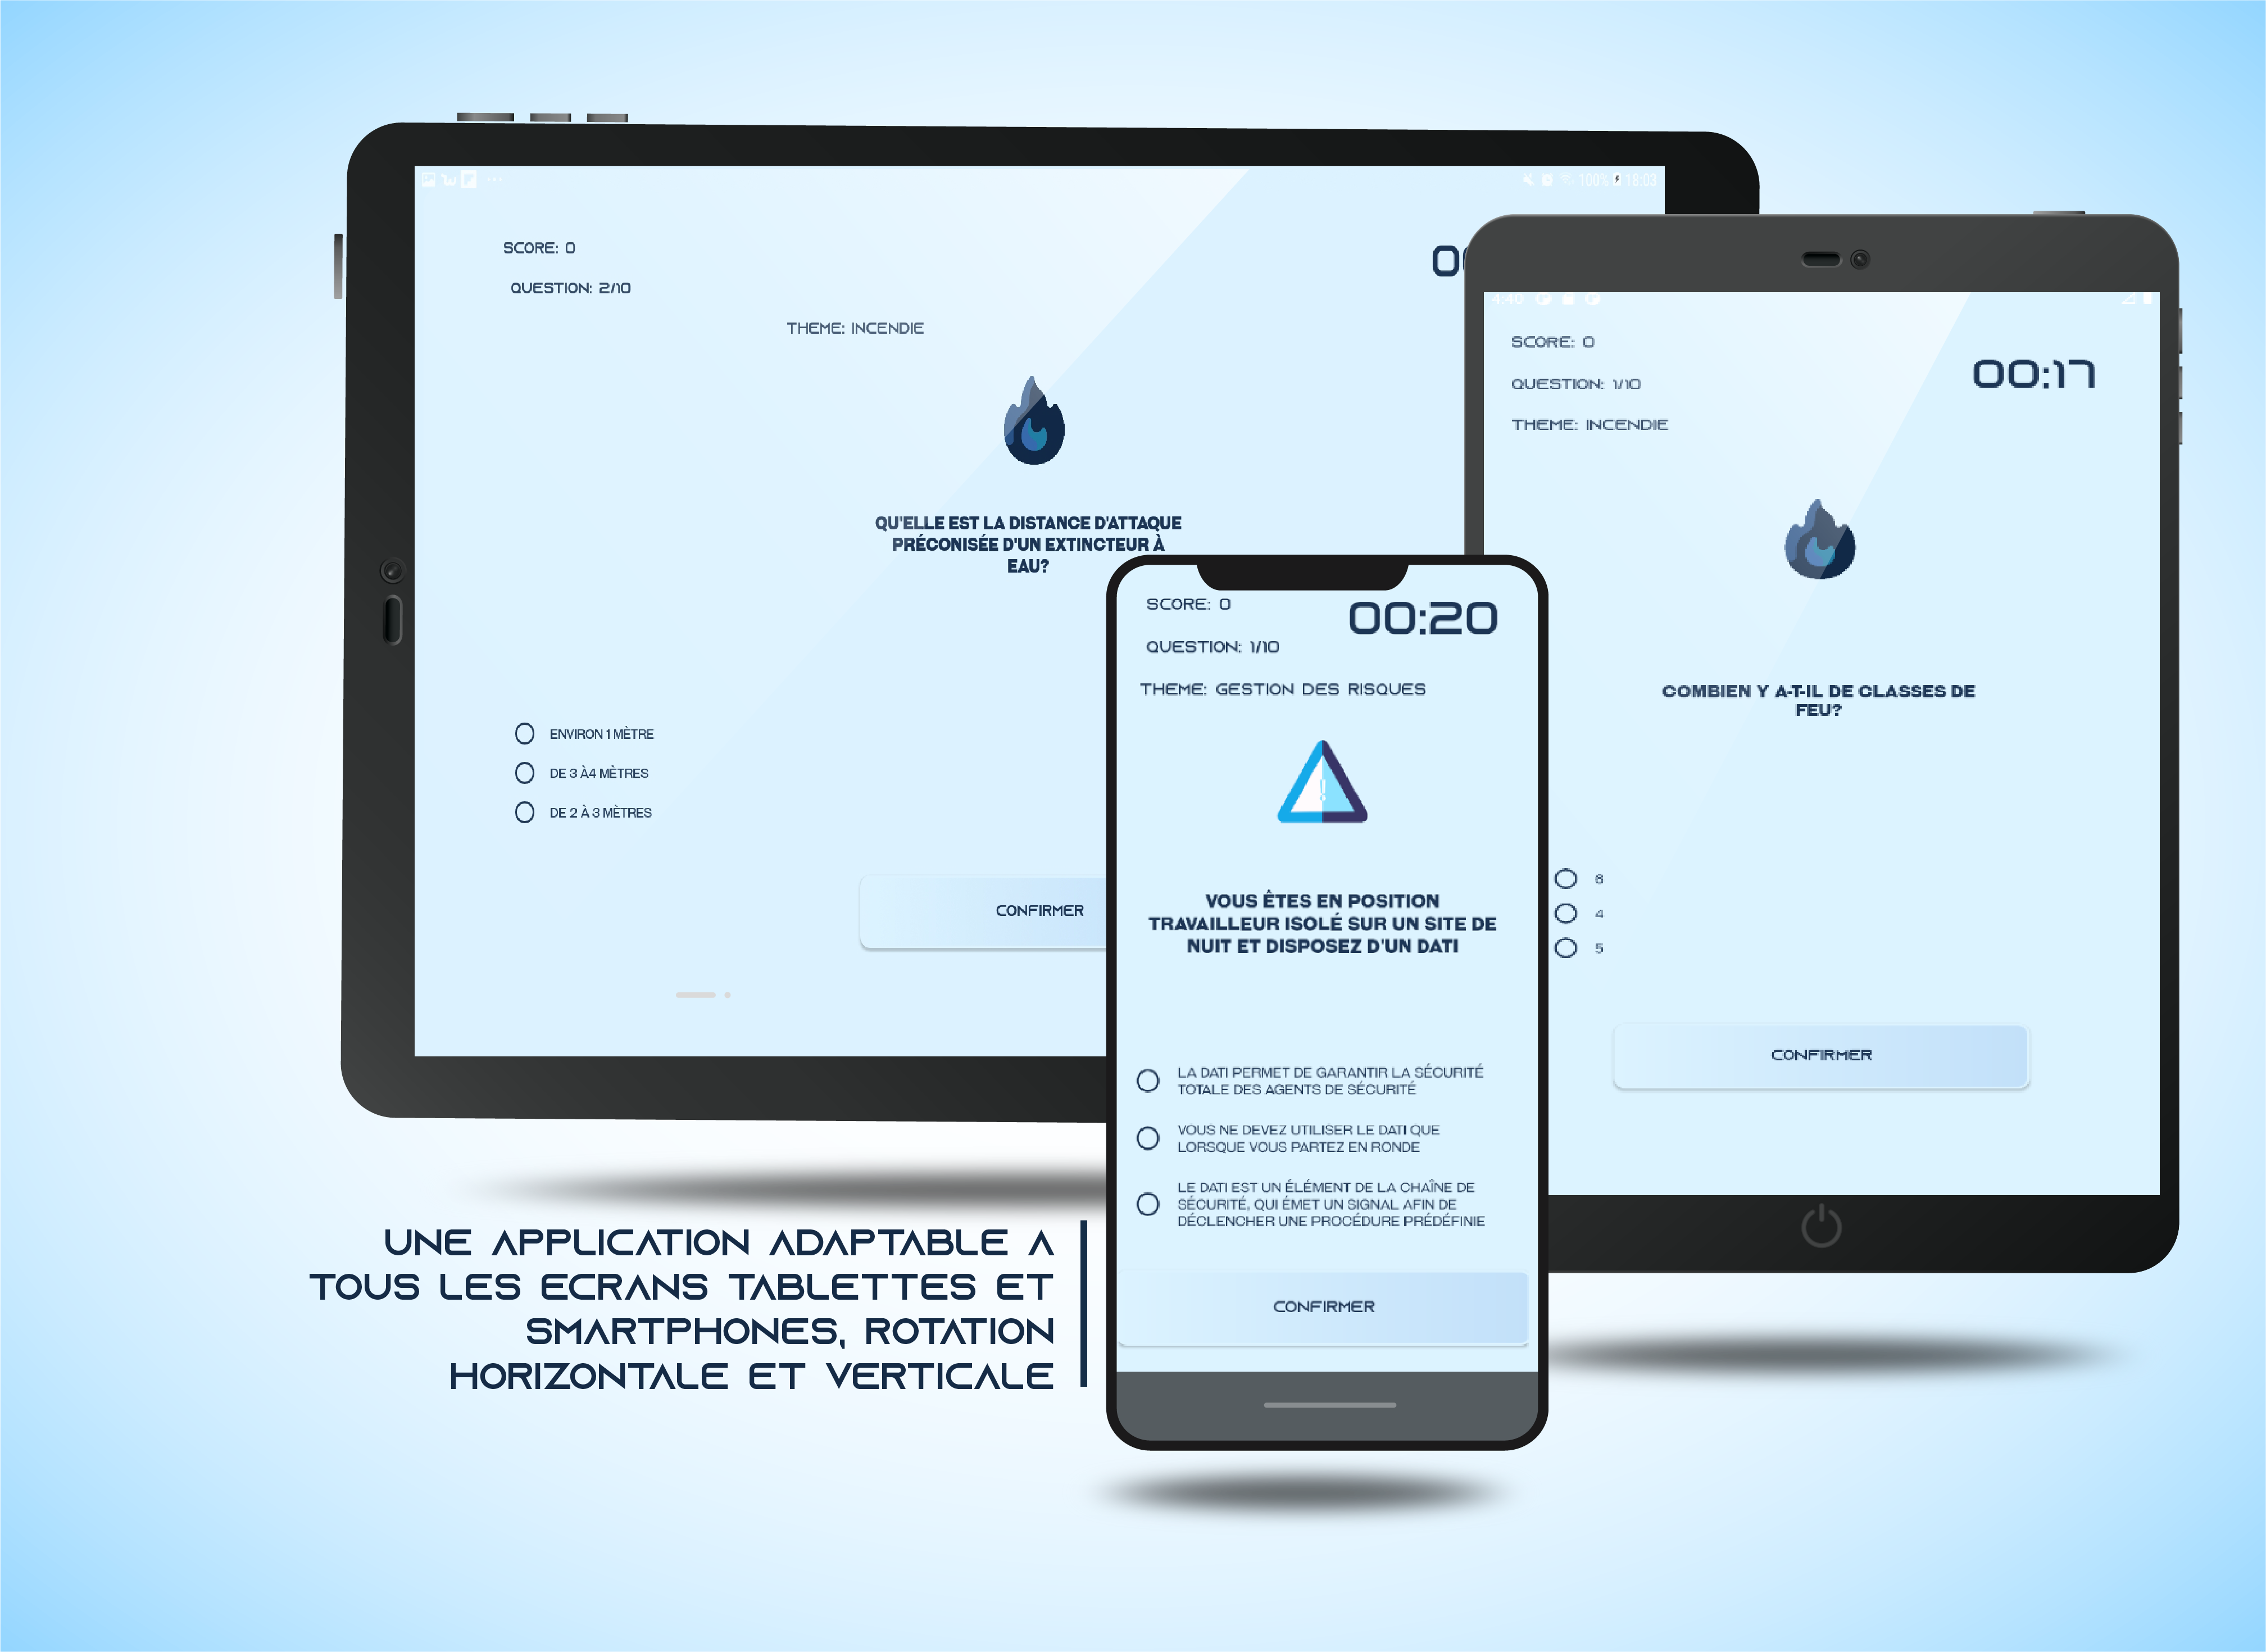 100% 18:03
SCORE: 0
QUESTION: 2/10
THEME: INCENDIE
QU'ELLE EST LA DISTANCE D'ATTAQUE
PRÉCONISÉE D'UN EXTINCTEUR À
EAU?
ENVIRON 1 MÈTRE
DE 3 À4 MÈTRES
DE 2 À 3 MÈTRES
CONFIRMER
4:40
SCORE: 0
00:17
QUESTION: 1/10
THEME: INCENDIE
COMBIEN Y A-T-IL DE CLASSES DE
FEU?
8
4
5
CONFIRMER
SCORE: 0
00:20
QUESTION: 1/10
THEME: GESTION DES RISQUES
VOUS ÊTES EN POSITION
TRAVAILLEUR ISOLÉ SUR UN SITE DE
NUIT ET DISPOSEZ D'UN DATI
LA DATI PERMET DE GARANTIR LA SÉCURITÉ
TOTALE DES AGENTS DE SÉCURITÉ
VOUS NE DEVEZ UTILISER LE DATI QUE
LORSQUE VOUS PARTEZ EN RONDE
LE DATI EST UN ÉLÉMENT DE LA CHAÎNE DE
SÉCURITÉ, QUI ÉMET UN SIGNAL AFIN DE
DÉCLENCHER UNE PROCÉDURE PRÉDÉFINIE
CONFIRMER
UNE APPLICATION ADAPTABLE A
TOUS LES ECRANS TABLETTES ET
SMARTPHONES, ROTATION
HORIZONTALE ET VERTICALE